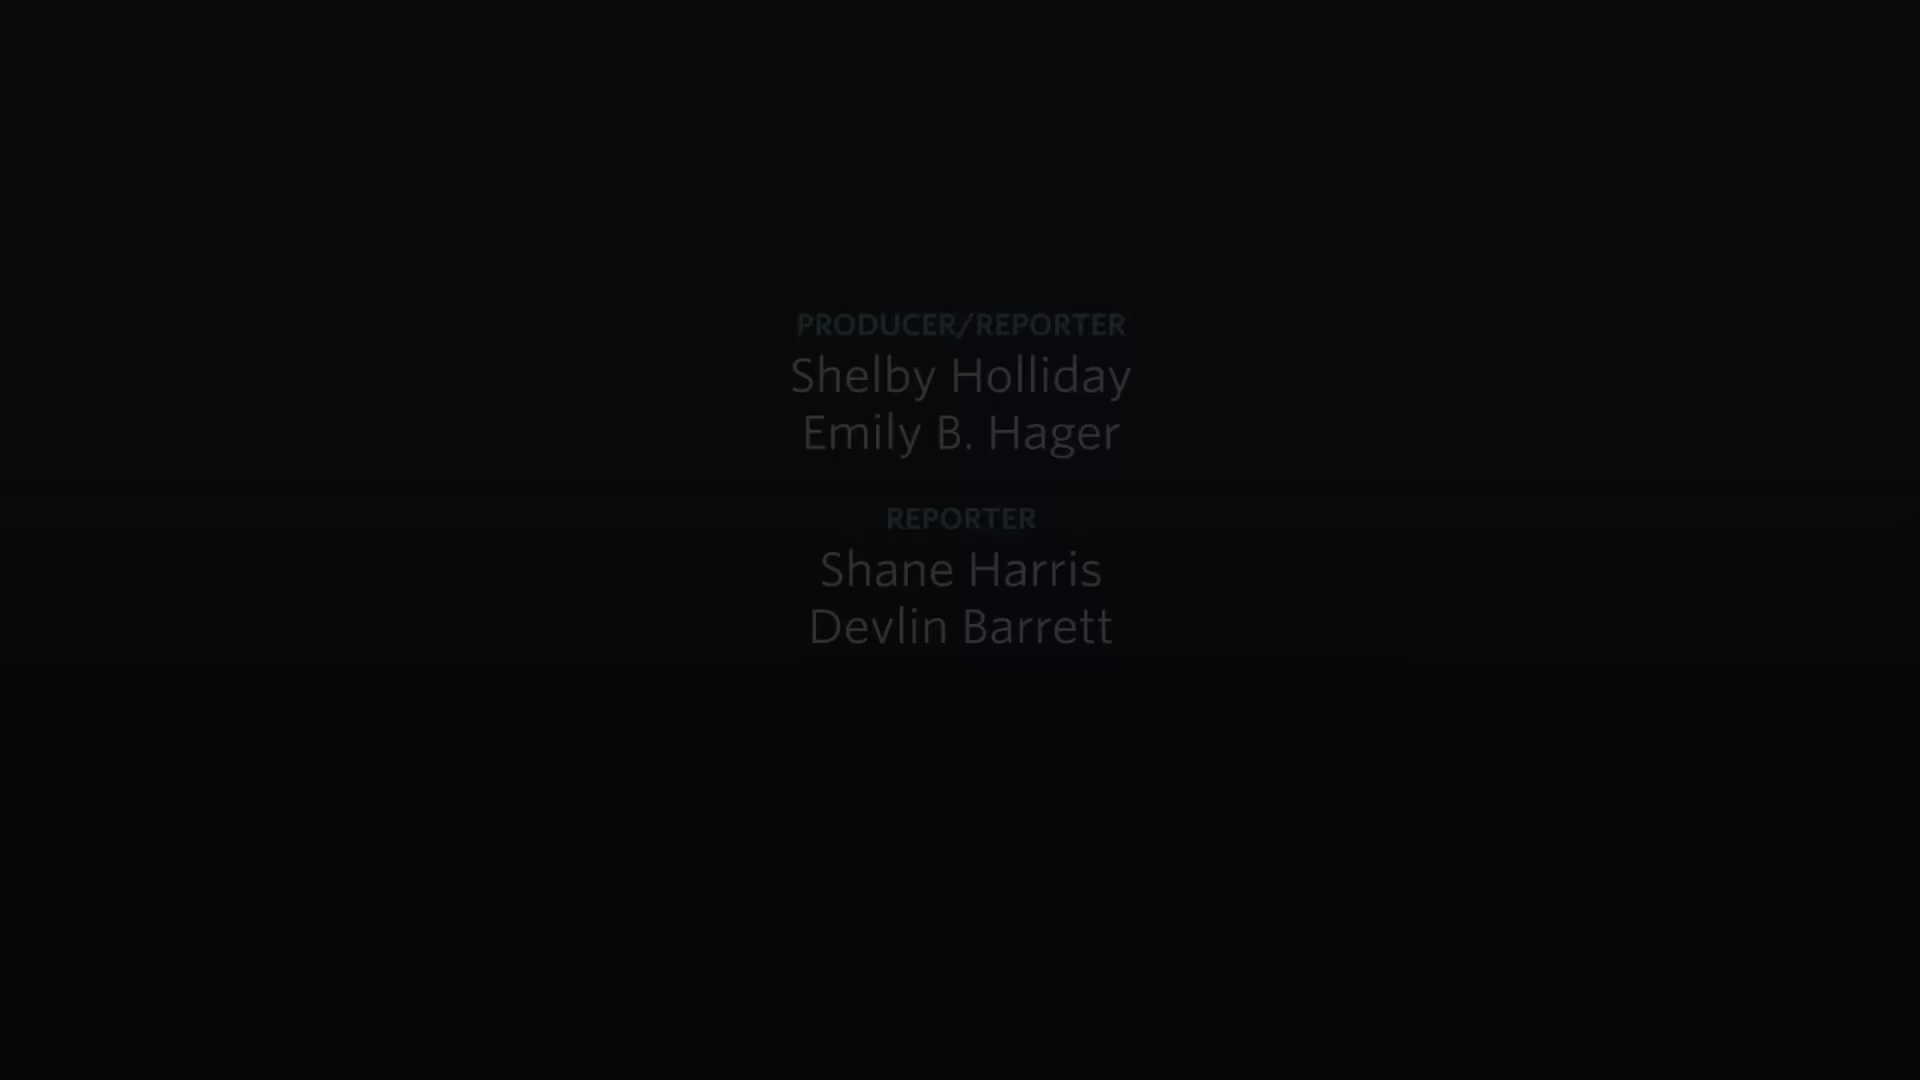 PRODUCER/REPORTER
Shelby Holliday
Emily B. Hager
REPORTER
Shane Harris
Devlin Barrett